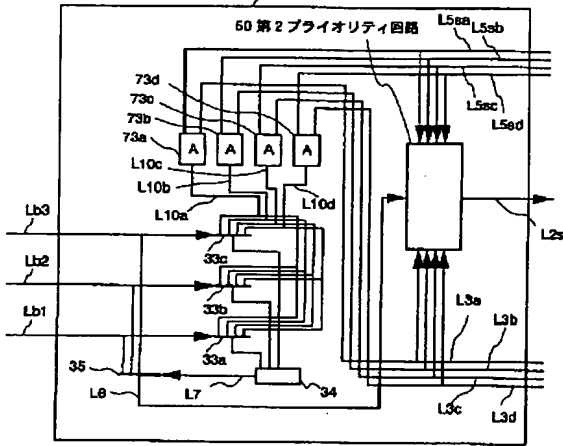 60 第2プライオリティ回路
L5sa
L5sb
L5sc
L5sd
73d
73c
73b
73a
A
A
A
A
L10c
L10b
L10a
L10d
Lb3
33c
Lb2
33b
Lb1
33a
35
L6
L7
34
L2s
L3a
L3b
L3c
L3d